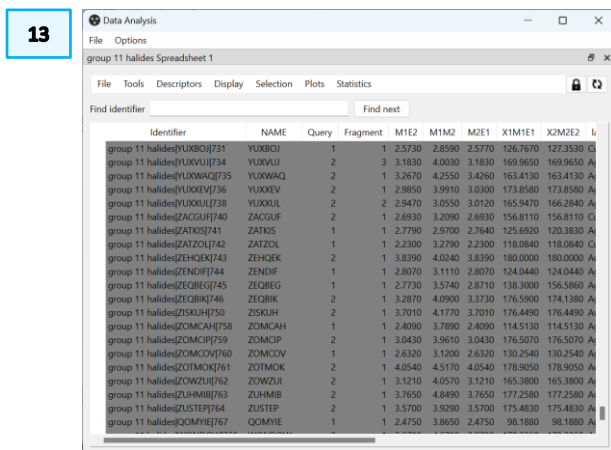 13
Data Analysis
File Options
group 11 halides Spreadsheet 1
File Tools Descriptors Display Selection Plots Statistics
Find identifier Find next
Identifier NAME Query Fragment M1E2 M1M2 M2E1 X1M1E1 X2M2E2
group 11 halides|YUXBOJ|731 YUXBOJ 1 1 2.5730 2.8590 2.5770 126.7670 127.3530
group 11 halides|YUXVUJ|734 YUXVUJ 2 3 3.1830 4.0030 3.1830 169.9650 169.9650
group 11 halides|YUXWAQ|735 YUXWAQ 2 1 3.2670 4.2550 3.4260 163.4130 163.4130
group 11 halides|YUXXEV|736 YUXXEV 2 1 2.9850 3.9910 3.0300 173.8580 173.8580
group 11 halides|YUXXUL|738 YUXXUL 2 2 2.9470 3.0550 3.0120 165.9470 166.2840
group 11 halides|ZACGUF|740 ZACGUF 2 1 2.6930 3.2090 2.6930 156.8110 156.8110
group 11 halides|ZATKIS|741 ZATKIS 1 1 2.7790 2.9700 2.7640 125.6920 120.3830
group 11 halides|ZATZOL|742 ZATZOL 1 1 2.2300 3.2790 2.2300 118.0840 118.0840
group 11 halides|ZEHQEK|743 ZEHQEK 2 1 3.8390 4.0240 3.8390 180.0000 180.0000
group 11 halides|ZENDIF|744 ZENDIF 1 1 2.8070 3.1110 2.8070 124.0440 124.0440
group 11 halides|ZEQBEG|745 ZEQBEG 1 1 2.7730 3.5740 2.8710 138.3000 156.5860
group 11 halides|ZEQBIK|746 ZEQBIK 2 1 3.2870 4.0900 3.3730 176.5900 174.1380
group 11 halides|ZISKUH|750 ZISKUH 2 1 3.7010 4.1770 3.7010 176.4490 176.4490
group 11 halides|ZOMCAH|758 ZOMCAH 1 1 2.4090 3.7890 2.4090 114.5130 114.5130
group 11 halides|ZOMCIP|759 ZOMCIP 2 1 3.0430 3.9610 3.0430 176.5070 176.5070
group 11 halides|ZOMCOV|760 ZOMCOV 1 1 2.6320 3.1200 2.6320 130.2540 130.2540
group 11 halides|ZOTMOK|761 ZOTMOK 2 1 4.0540 4.5170 4.0540 178.9050 178.9050
group 11 halides|ZOWZUI|762 ZOWZUI 2 1 3.1210 4.0570 3.1210 165.3800 165.3800
group 11 halides|ZUHMIB|763 ZUHMIB 2 1 3.7650 4.8490 3.7650 177.2580 177.2580
group 11 halides|ZUSTEP|764 ZUSTEP 2 1 3.5700 3.9290 3.5700 175.4830 175.4830
group 11 halides|QOMYIE|767 QOMYIE 1 1 2.4750 3.8650 2.4750 98.1880 98.1880